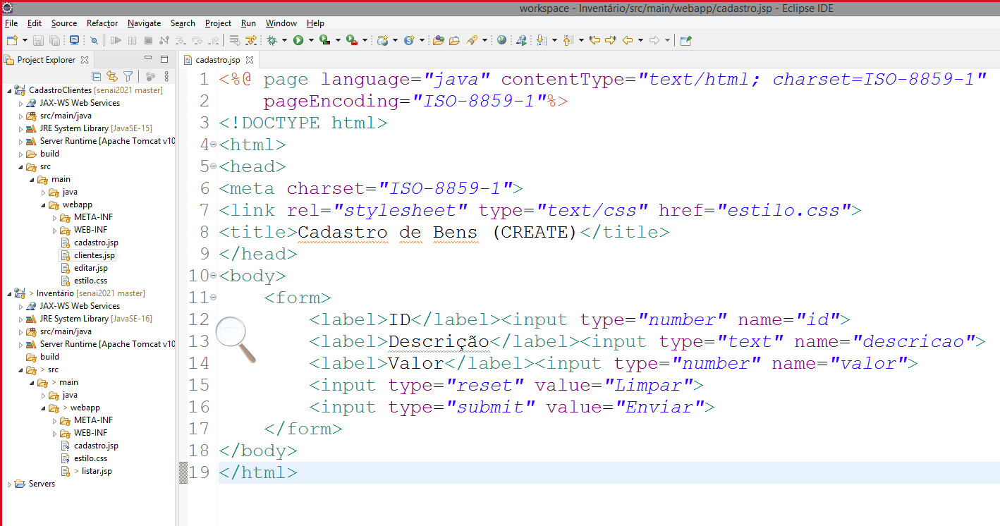 workspace - Inventário/src/main/webapp/cadastro.jsp - Eclipse IDE
File Edit Source Refactor Navigate Search Project Run Window Help
Project Explorer
CadastroClientes [senai2021 master]
JAX-WS Web Services
src/main/java
JRE System Library [JavaSE-15]
Server Runtime [Apache Tomcat v10
build
src
main
java
webapp
META-INF
WEB-INF
cadastro.jsp
clientes.jsp
editar.jsp
estilo.css
> Inventário [senai2021 master]
JAX-WS Web Services
JRE System Library [JavaSE-16]
src/main/java
Server Runtime [Apache Tomcat v10
build
> src
> main
java
> webapp
META-INF
WEB-INF
cadastro.jsp
estilo.css
> listar.jsp
Servers
cadastro.jsp
1 <%@ page language="java" contentType="text/html; charset=ISO-8859-1"
2     pageEncoding="ISO-8859-1"%>
3 <!DOCTYPE html>
4 <html>
5 <head>
6 <meta charset="ISO-8859-1">
7 <link rel="stylesheet" type="text/css" href="estilo.css">
8 <title>Cadastro de Bens (CREATE)</title>
9 </head>
10 <body>
11     <form>
12         <label>ID</label><input type="number" name="id">
13         <label>Descrição</label><input type="text" name="descricao">
14         <label>Valor</label><input type="number" name="valor">
15         <input type="reset" value="Limpar">
16         <input type="submit" value="Enviar">
17     </form>
18 </body>
19 </html>